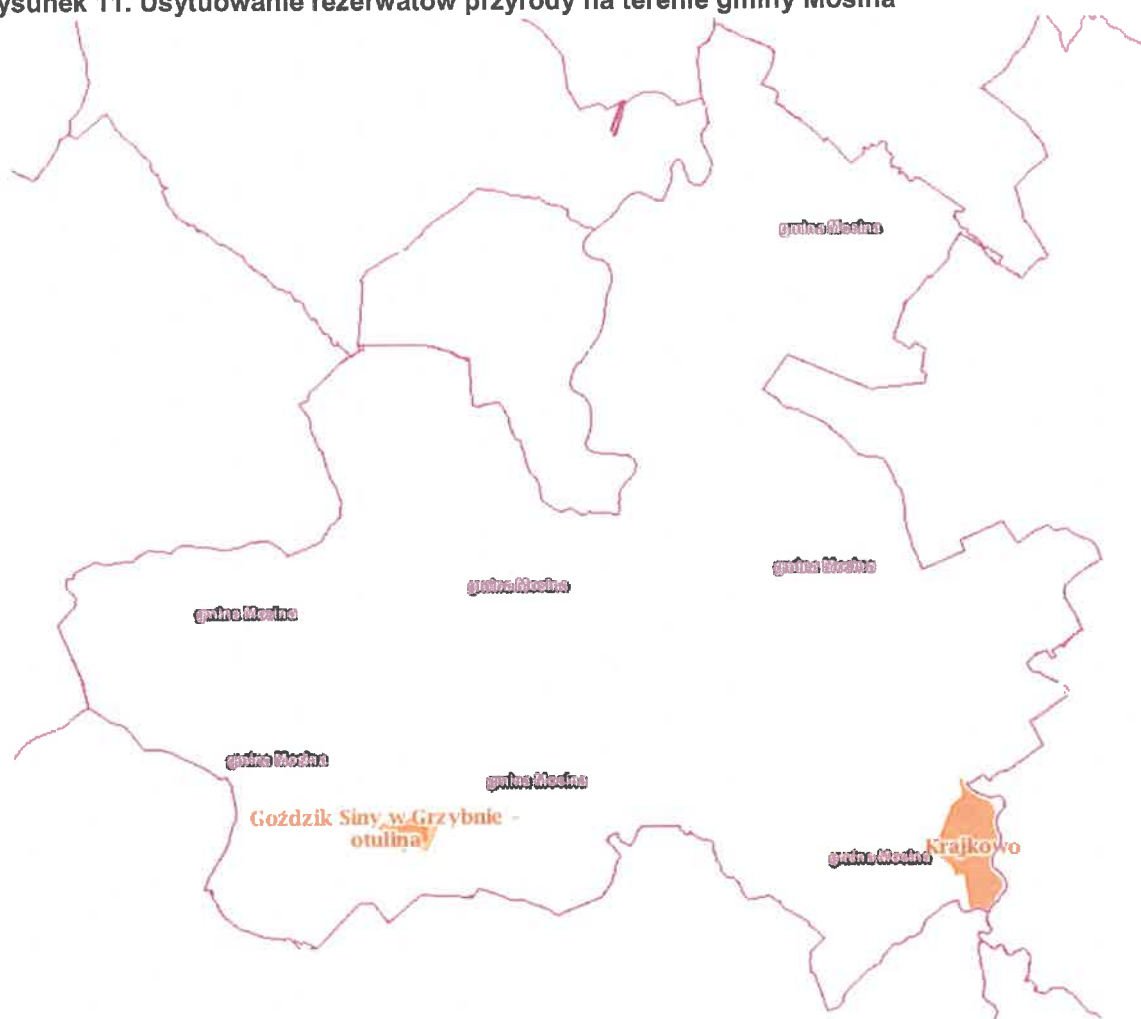 ysunek 11. Usytuowanie rezerwatów przyrody na terenie gminy Mosina
gmina Mosina
gmina Mosina
gmina Mosina
gmina Mosina
gmina Mosina
gmina Mosina
Goździk Siny w Grzybnie -
otulina
gmina Mosina
Krajkowo